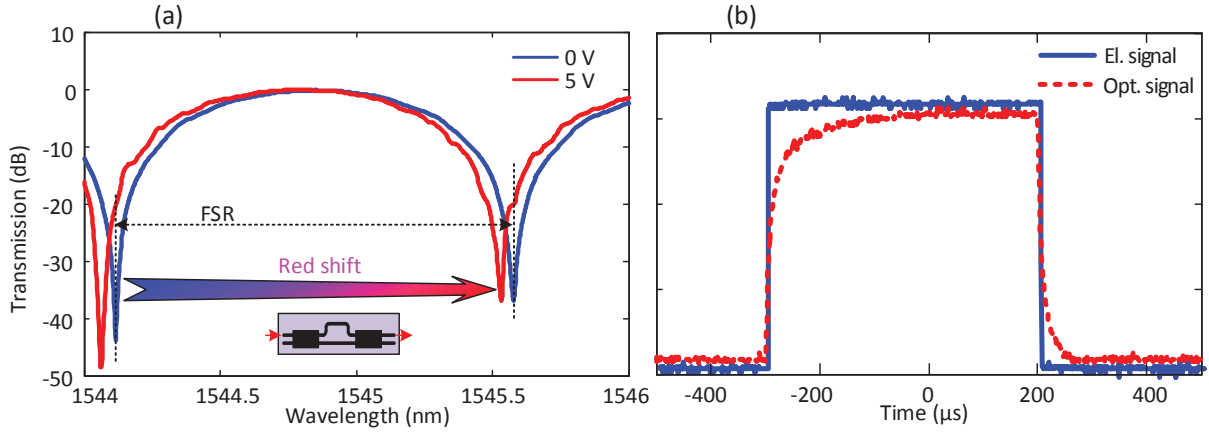 (a)
10
0
-10
-20
-30
-40
-50
Transmission (dB)
0 V
5 V
FSR
Red shift
1544
1544.5
1545
1545.5
1546
Wavelength (nm)
(b)
El. signal
Opt. signal
-400
-200
0
200
400
Time (µs)